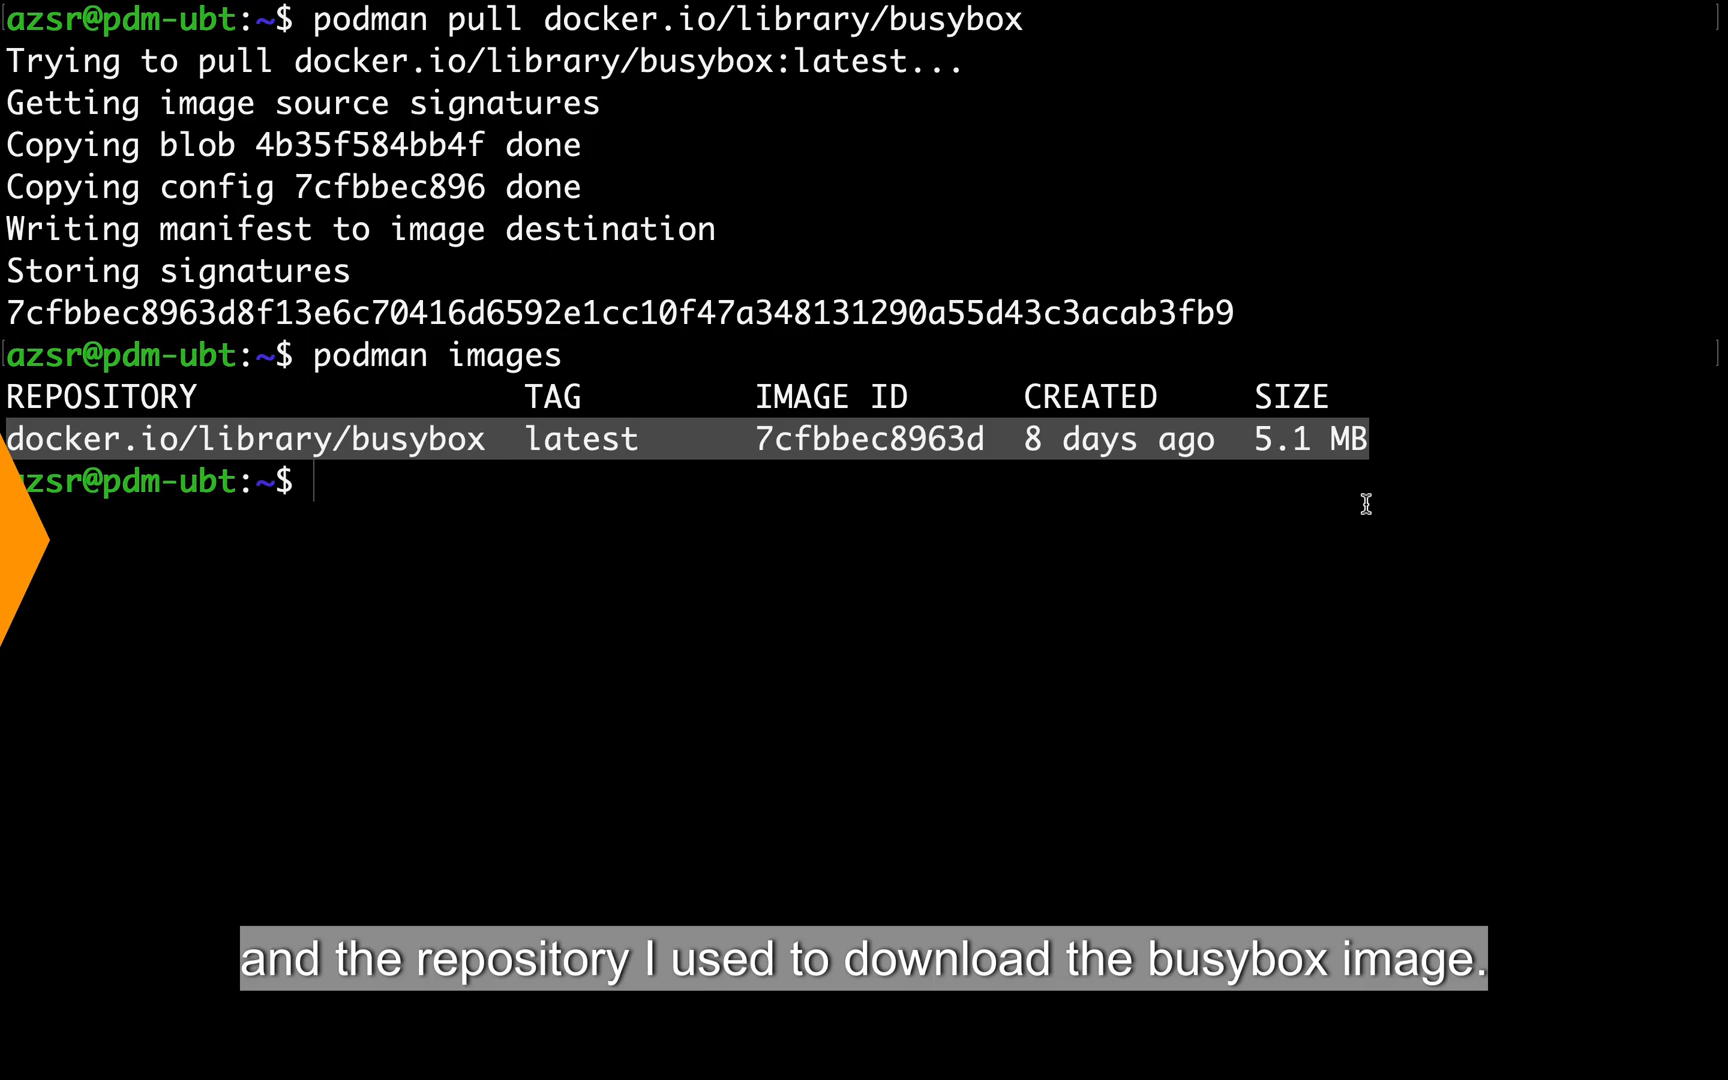 azsr@pdm-ubt:~$ podman pull docker.io/library/busybox
Trying to pull docker.io/library/busybox:latest...
Getting image source signatures
Copying blob 4b35f584bb4f done
Copying config 7cfbbec896 done
Writing manifest to image destination
Storing signatures
7cfbbec8963d8f13e6c70416d6592e1cc10f47a348131290a55d43c3acab3fb9
azsr@pdm-ubt:~$ podman images
REPOSITORY TAG IMAGE ID CREATED SIZE
docker.io/library/busybox latest 7cfbbec8963d 8 days ago 5.1 MB
azsr@pdm-ubt:~$
and the repository I used to download the busybox image.